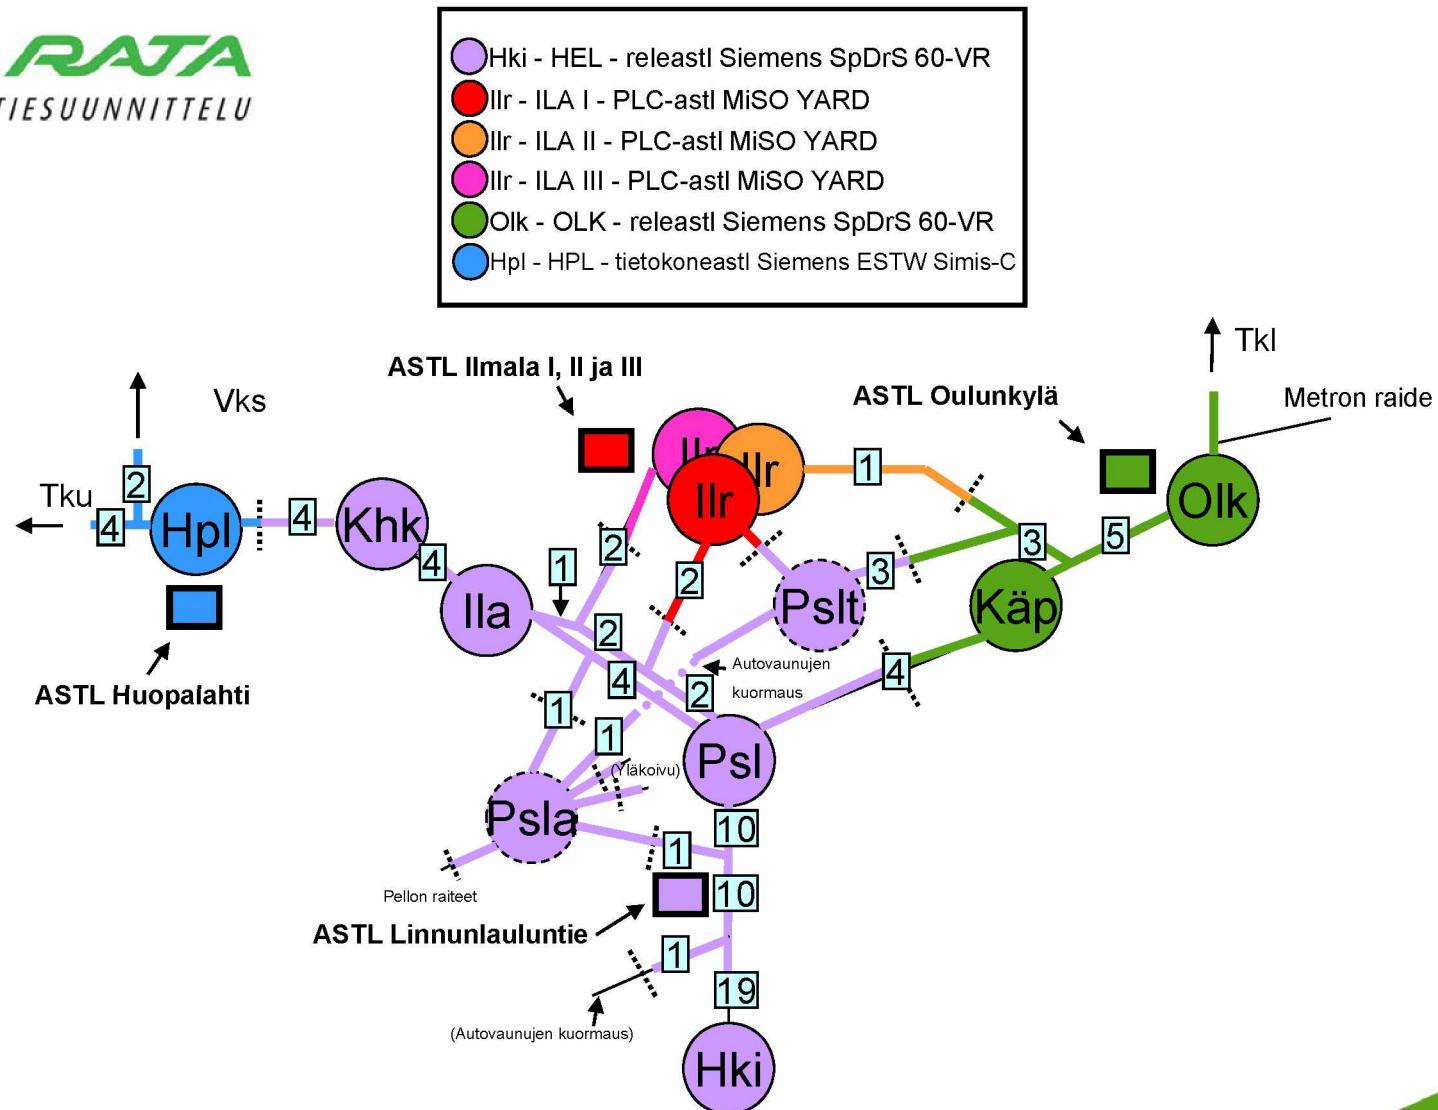 RATA
TIESUUNNITTELU
Hki - HEL - releastl Siemens SpDrS 60-VR
Ilr - ILA I - PLC-astl MiSO YARD
Ilr - ILA II - PLC-astl MiSO YARD
Ilr - ILA III - PLC-astl MiSO YARD
Olk - OLK - releastl Siemens SpDrS 60-VR
Hpl - HPL - tietokoneastl Siemens ESTW Simis-C
Tkl
ASTL Ilmala I, II ja III
Vks
ASTL Oulunkylä
Metron raide
Ilr
Ilr
1
2
Tku
4
Hpl
4
Khk
Ilr
Olk
4
2
1
2
3
3
5
Ila
Pslt
Käp
2
4
Autovaunujen
kuormaus
4
ASTL Huopalahti
2
1
1
(Yläkoivu)
Psl
Psla
10
1
Pellon raiteet
10
ASTL Linnunlauluntie
1
19
(Autovaunujen kuormaus)
Hki